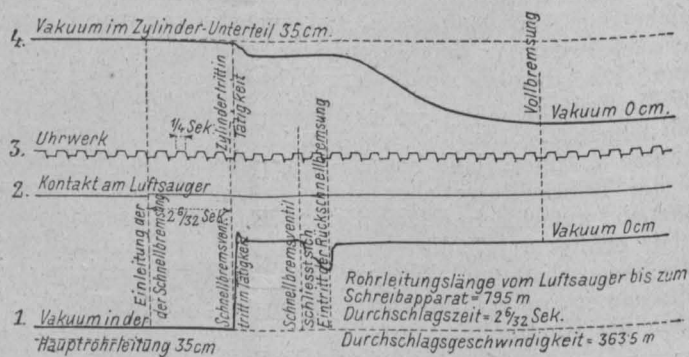 4. Vakuum im Zylinder-Unterteil 35 cm.
Zylinder tritt in
Tätigkeit
Vollbremsung
Vakuum 0 cm.
1/4 Sek.
3. Uhrwerk
2. Kontakt am Luftsauger
2 6/32 Sek.
Einleitung der
der Schnellbremsung
Schnellbremsventil
tritt in Tätigkeit
Schnellbremsventil
schliesst sich
Eintritt der Rückschnellbremsung
Vakuum 0 cm
1. Vakuum in der
Hauptrohrleitung 35cm
Rohrleitungslänge vom Luftsauger bis zum
Schreibapparat = 795 m
Durchschlagszeit = 2 6/32 Sek.
Durchschlagsgeschwindigkeit = 363·5 m